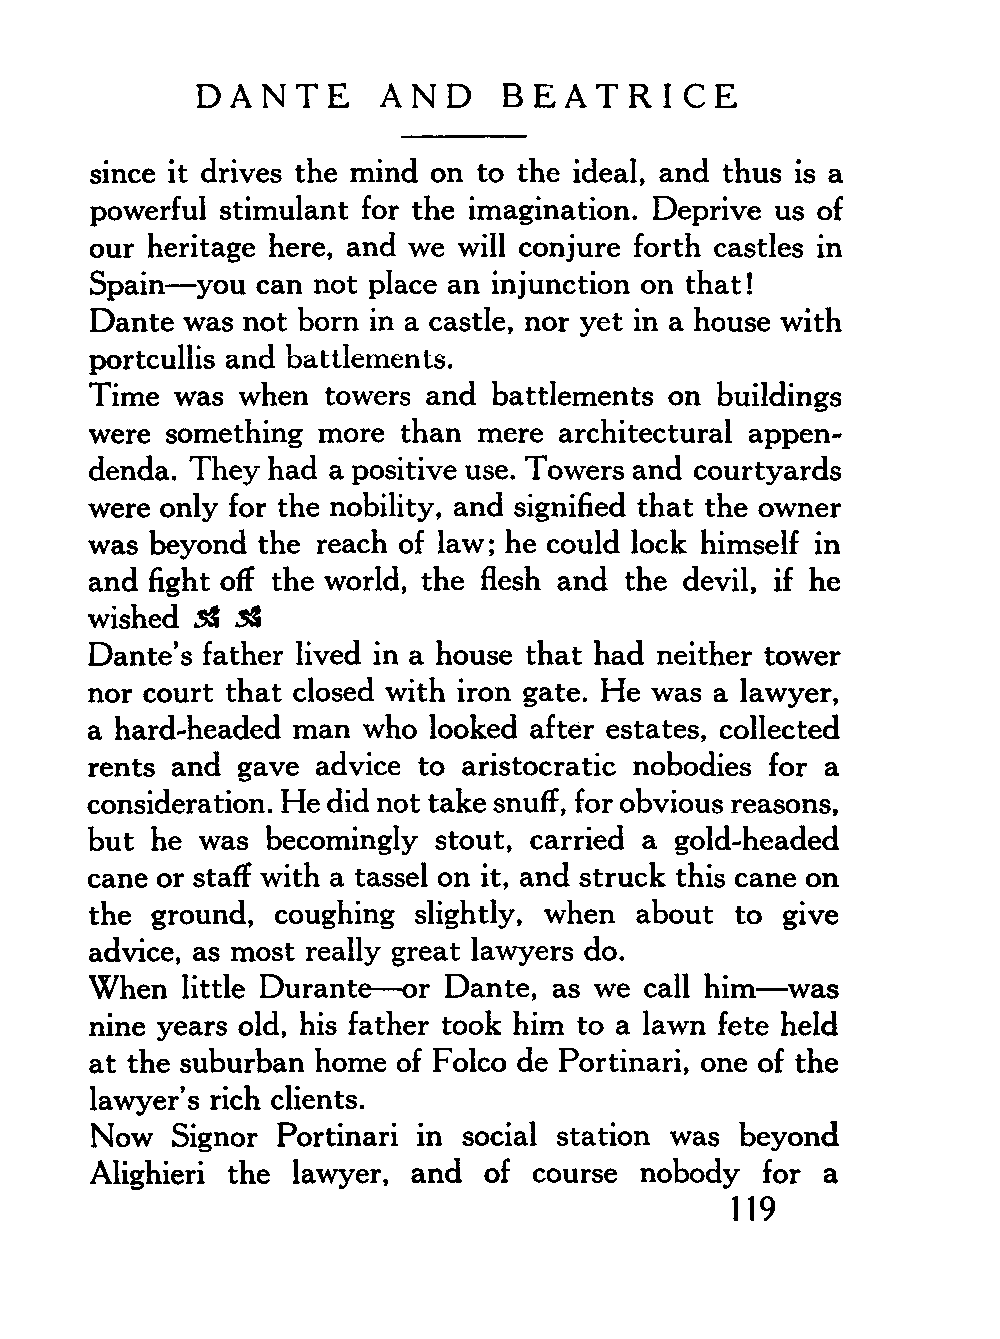 DANTE AND BEATRICE
since it drives the mind on to the ideal, and thus is a
powerful stimulant for the imagination. Deprive us of
our heritage here, and we will conjure forth castles in
Spain—you can not place an injunction on that!
Dante was not born in a castle, nor yet in a house with
portcullis and battlements.
Time was when towers and battlements on buildings
were something more than mere architectural appen-
denda. They had a positive use. Towers and courtyards
were only for the nobility, and signified that the owner
was beyond the reach of law; he could lock himself in
and fight off the world, the flesh and the devil, if he
wished
Dante's father lived in a house that had neither tower
nor court that closed with iron gate. He was a lawyer,
a hard-headed man who looked after estates, collected
rents and gave advice to aristocratic nobodies for a
consideration. He did not take snuff, for obvious reasons,
but he was becomingly stout, carried a gold-headed
cane or staff with a tassel on it, and struck this cane on
the ground, coughing slightly, when about to give
advice, as most really great lawyers do.
When little Durante—or Dante, as we call him—was
nine years old, his father took him to a lawn fete held
at the suburban home of Folco de Portinari, one of the
lawyer's rich clients.
Now Signor Portinari in social station was beyond
Alighieri the lawyer, and of course nobody for a
119